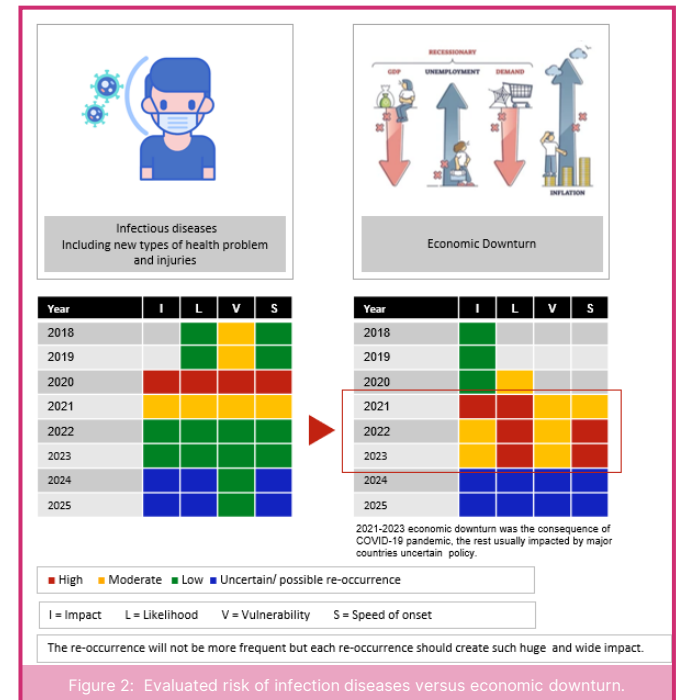 RECESSIONARY
GDP
UNEMPLOYMENT
DEMAND
INFLATION
Infectious diseases
Including new types of health problem
and injuries
Economic Downturn
Year I L V S
2018
2019
2020
2021
2022
2023
2024
2025
Year I L V S
2018
2019
2020
2021
2022
2023
2024
2025
2021-2023 economic downturn was the consequence of
COVID-19 pandemic, the rest usually impacted by major
countries uncertain policy.
High Moderate Low Uncertain/ possible re-occurrence
I = Impact L = Likelihood V = Vulnerability S = Speed of onset
The re-occurrence will not be more frequent but each re-occurrence should create such huge and wide impact.
Figure 2: Evaluated risk of infection diseases versus economic downturn.